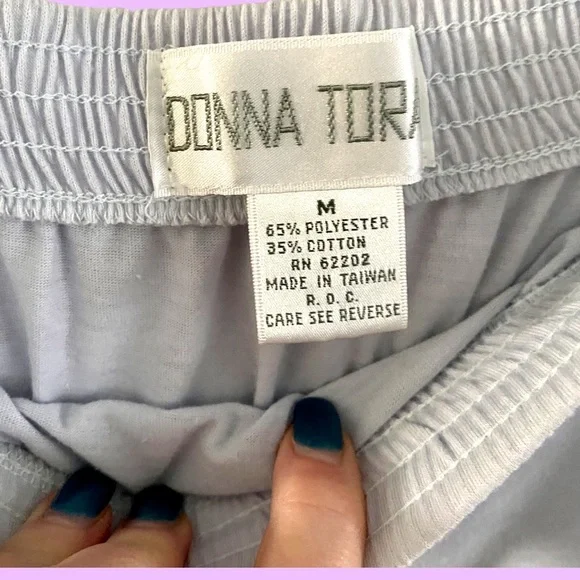 DONNA TORA
M
65% POLYESTER
35% COTTON
RN 62202
MADE IN TAIWAN
R. O. C.
CARE SEE REVERSE